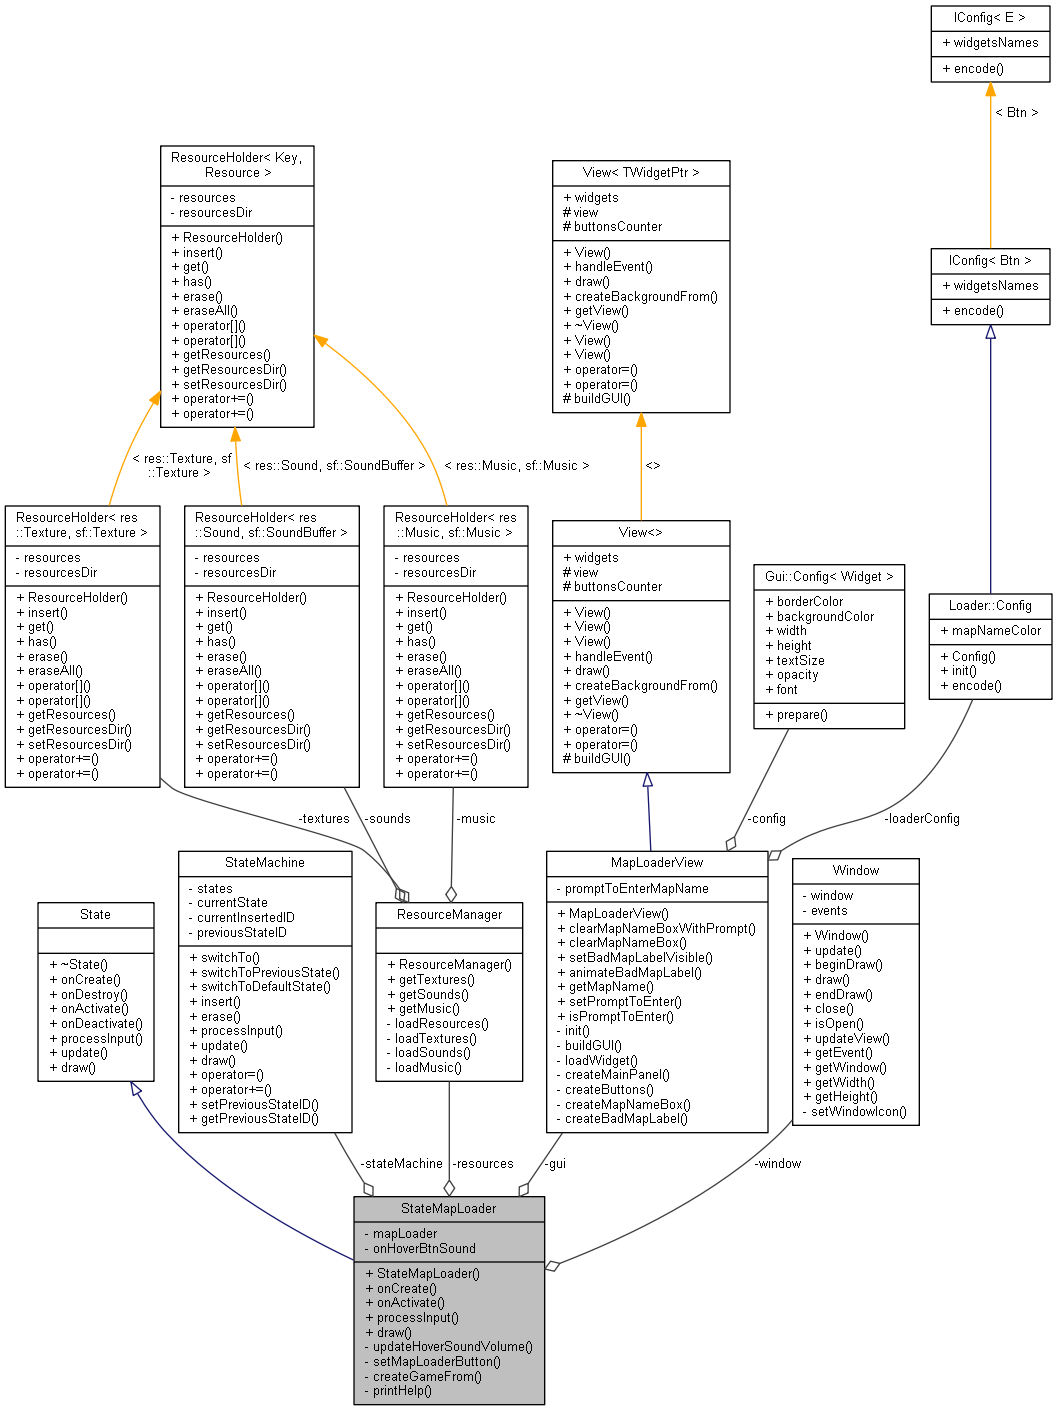 IConfig< E >
+ widgetsNames
+ encode()
< Btn >
ResourceHolder< Key,
Resource >
- resources
- resourcesDir
+ ResourceHolder()
+ insert()
+ get()
+ has()
+ erase()
+ eraseAll()
+ operator[]()
+ operator[]()
+ getResources()
+ getResourcesDir()
+ setResourcesDir()
+ operator+=()
+ operator+=()
View< TWidgetPtr >
+ widgets
# view
# buttonsCounter
+ View()
+ handleEvent()
+ draw()
+ createBackgroundFrom()
+ getView()
+ ~View()
+ View()
+ View()
+ operator=()
+ operator=()
# buildGUI()
IConfig< Btn >
+ widgetsNames
+ encode()
< res::Texture, sf
::Texture >
< res::Sound, sf::SoundBuffer >
< res::Music, sf::Music >
<>
ResourceHolder< res
::Texture, sf::Texture >
- resources
- resourcesDir
+ ResourceHolder()
+ insert()
+ get()
+ has()
+ erase()
+ eraseAll()
+ operator[]()
+ operator[]()
+ getResources()
+ getResourcesDir()
+ setResourcesDir()
+ operator+=()
+ operator+=()
ResourceHolder< res
::Sound, sf::SoundBuffer >
- resources
- resourcesDir
+ ResourceHolder()
+ insert()
+ get()
+ has()
+ erase()
+ eraseAll()
+ operator[]()
+ operator[]()
+ getResources()
+ getResourcesDir()
+ setResourcesDir()
+ operator+=()
+ operator+=()
ResourceHolder< res
::Music, sf::Music >
- resources
- resourcesDir
+ ResourceHolder()
+ insert()
+ get()
+ has()
+ erase()
+ eraseAll()
+ operator[]()
+ operator[]()
+ getResources()
+ getResourcesDir()
+ setResourcesDir()
+ operator+=()
+ operator+=()
View<>
+ widgets
# view
# buttonsCounter
+ View()
+ View()
+ View()
+ handleEvent()
+ draw()
+ createBackgroundFrom()
+ getView()
+ ~View()
+ operator=()
+ operator=()
# buildGUI()
Gui::Config< Widget >
+ borderColor
+ backgroundColor
+ width
+ height
+ textSize
+ opacity
+ font
+ prepare()
Loader::Config
+ mapNameColor
+ Config()
+ init()
+ encode()
-textures
-sounds
-music
-config
-loaderConfig
State
+ ~State()
+ onCreate()
+ onDestroy()
+ onActivate()
+ onDeactivate()
+ processInput()
+ update()
+ draw()
StateMachine
- states
- currentState
- currentInsertedID
- previousStateID
+ switchTo()
+ switchToPreviousState()
+ switchToDefaultState()
+ insert()
+ erase()
+ processInput()
+ update()
+ draw()
+ operator=()
+ operator+=()
+ setPreviousStateID()
+ getPreviousStateID()
ResourceManager
+ ResourceManager()
+ getTextures()
+ getSounds()
+ getMusic()
- loadResources()
- loadTextures()
- loadSounds()
- loadMusic()
MapLoaderView
- promptToEnterMapName
+ MapLoaderView()
+ clearMapNameBoxWithPrompt()
+ clearMapNameBox()
+ setBadMapLabelVisible()
+ animateBadMapLabel()
+ getMapName()
+ setPromptToEnter()
+ isPromptToEnter()
- init()
- buildGUI()
- loadWidget()
- createMainPanel()
- createButtons()
- createMapNameBox()
- createBadMapLabel()
Window
- window
- events
+ Window()
+ update()
+ beginDraw()
+ draw()
+ endDraw()
+ close()
+ isOpen()
+ updateView()
+ getEvent()
+ getWindow()
+ getWidth()
+ getHeight()
- setWindowIcon()
-stateMachine
-resources
-gui
-window
StateMapLoader
- mapLoader
- onHoverBtnSound
+ StateMapLoader()
+ onCreate()
+ onActivate()
+ processInput()
+ draw()
- updateHoverSoundVolume()
- setMapLoaderButton()
- createGameFrom()
- printHelp()